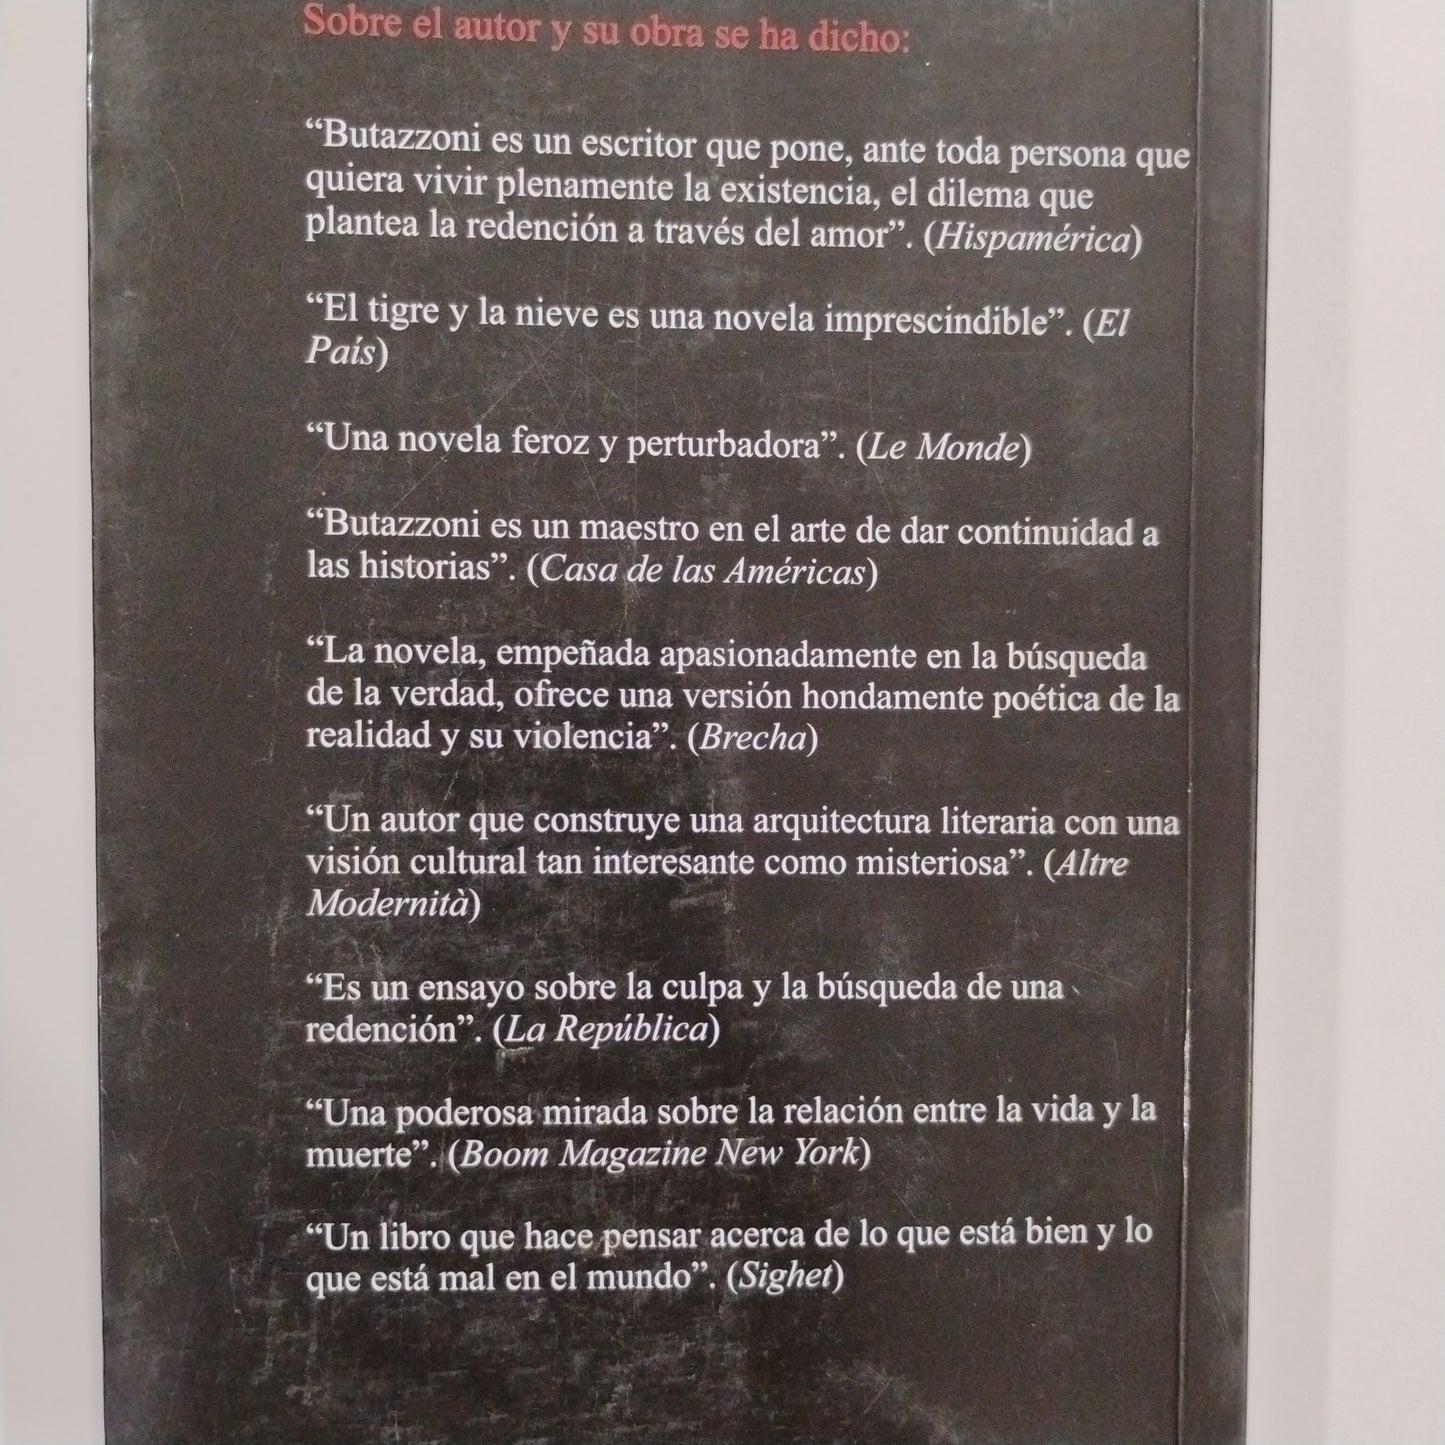 Sobre el autor y su obra se ha dicho:
“Butazzoni es un escritor que pone, ante toda persona que
quiera vivir plenamente la existencia, el dilema que
plantea la redención a través del amor”. (Hispamérica)
“El tigre y la nieve es una novela imprescindible”. (El
País)
“Una novela feroz y perturbadora”. (Le Monde)
“Butazzoni es un maestro en el arte de dar continuidad a
las historias”. (Casa de las Américas)
“La novela, empeñada apasionadamente en la búsqueda
de la verdad, ofrece una versión hondamente poética de la
realidad y su violencia”. (Brecha)
“Un autor que construye una arquitectura literaria con una
visión cultural tan interesante como misteriosa”. (Altre
Modernità)
“Es un ensayo sobre la culpa y la búsqueda de una
redención”. (La República)
“Una poderosa mirada sobre la relación entre la vida y la
muerte”. (Boom Magazine New York)
“Un libro que hace pensar acerca de lo que está bien y lo
que está mal en el mundo”. (Sighet)